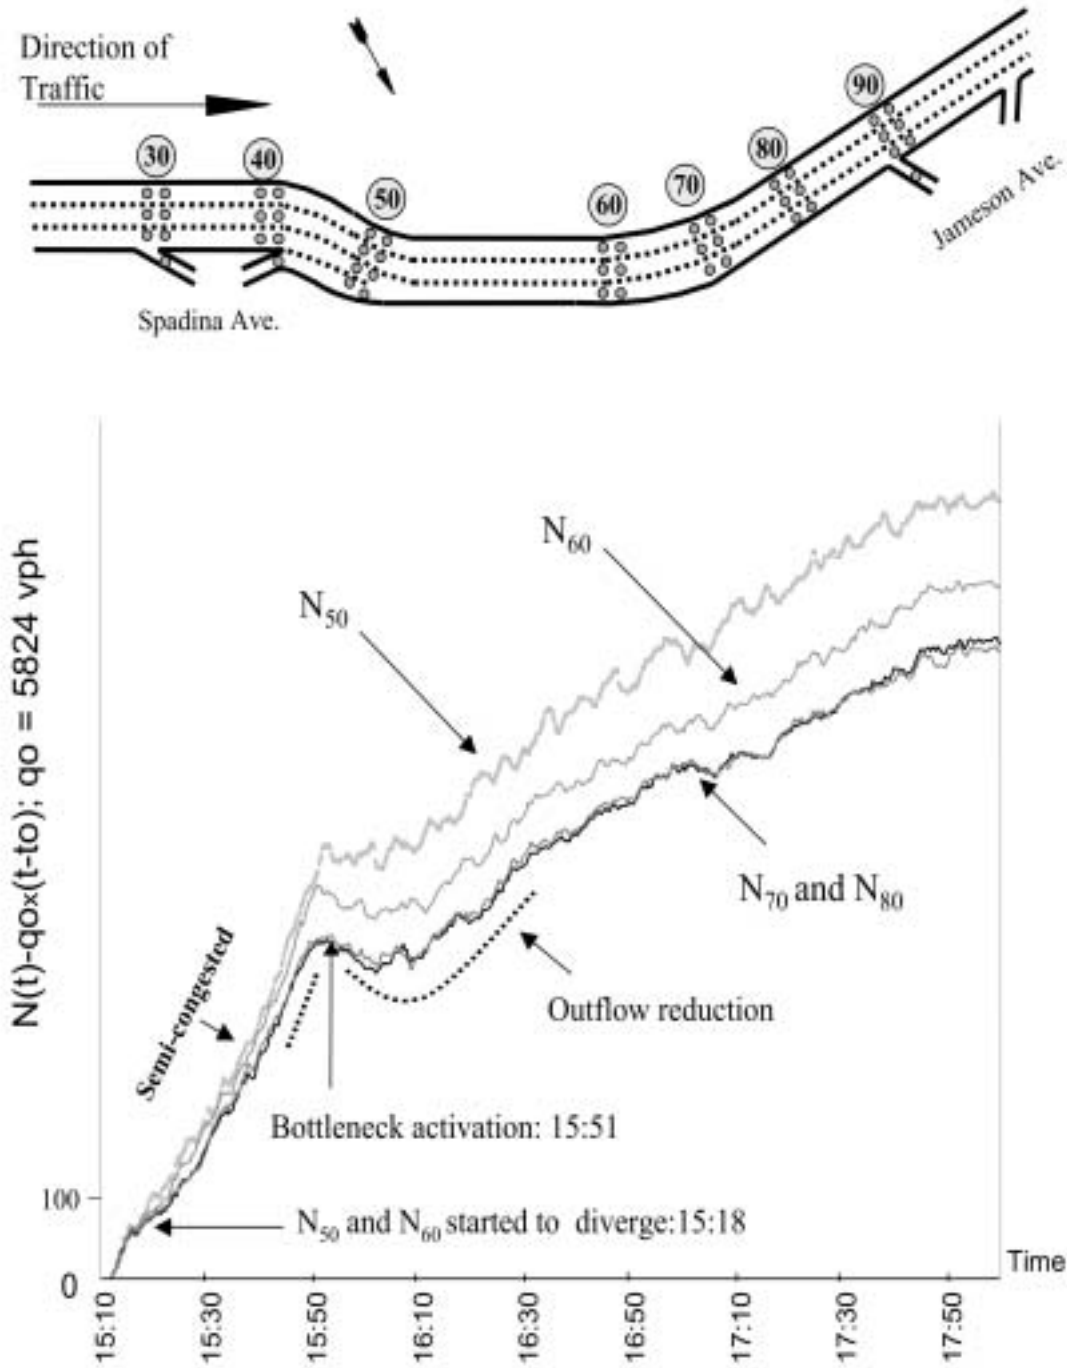 Direction of
Traffic
30
40
50
60
70
80
90
Spadina Ave.
Jameson Ave.
N(t)-qox(t-to); qo = 5824 vph
N60
N50
N70 and N80
Semi-congested
Outflow reduction
Bottleneck activation: 15:51
100
N50 and N60 started to diverge:15:18
0
Time
15:10
15:30
15:50
16:10
16:30
16:50
17:10
17:30
17:50